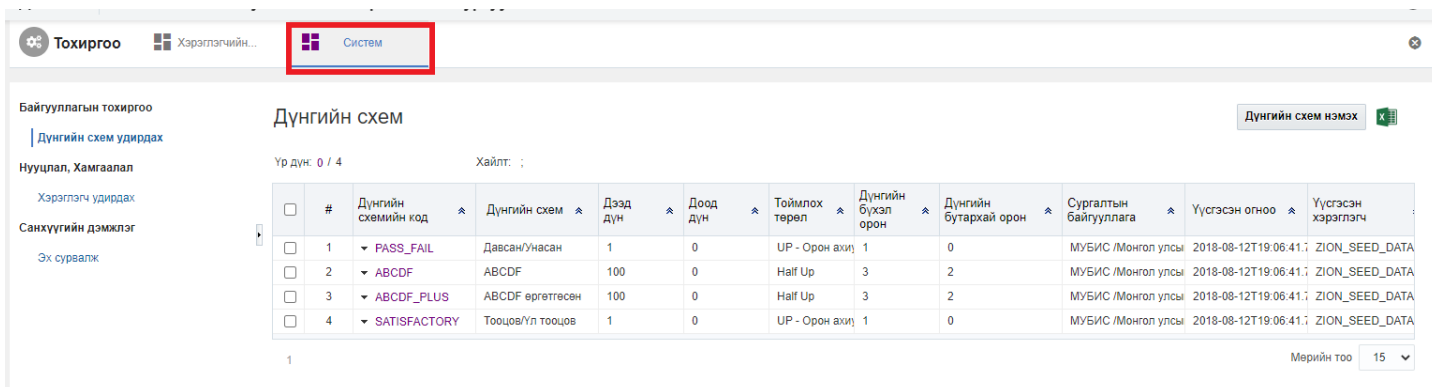 Тохиргоо Хэрэглэгчийн... Систем
Байгууллагын тохиргоо
Дүнгийн схем удирдах
Нууцлал, Хамгаалал
Хэрэглэгч удирдах
Санхүүгийн дэмжлэг
Эх сурвалж
Дүнгийн схем
Дүнгийн схем нэмэх
Үр дүн: 0 / 4 Хайлт: ;
# Дүнгийн схемийн код Дүнгийн схем Дээд дүн Доод дүн Тоймлох төрөл Дүнгийн бүхэл орон Дүнгийн бутархай орон Сургалтын байгууллага Үүсгэсэн огноо Үүсгэсэн хэрэглэгч
1 PASS_FAIL Давсан/Унасан 1 0 UP - Орон ахиу 1 0 МУБИС /Монгол улсы 2018-08-12T19:06:41.7 ZION_SEED_DATA
2 ABCDF ABCDF 100 0 Half Up 3 2 МУБИС /Монгол улсы 2018-08-12T19:06:41.7 ZION_SEED_DATA
3 ABCDF_PLUS ABCDF өргөтгөсөн 100 0 Half Up 3 2 МУБИС /Монгол улсы 2018-08-12T19:06:41.7 ZION_SEED_DATA
4 SATISFACTORY Тооцов/Үл тооцов 1 0 UP - Орон ахиу 1 0 МУБИС /Монгол улсы 2018-08-12T19:06:41.7 ZION_SEED_DATA
1 Мөрийн тоо 15